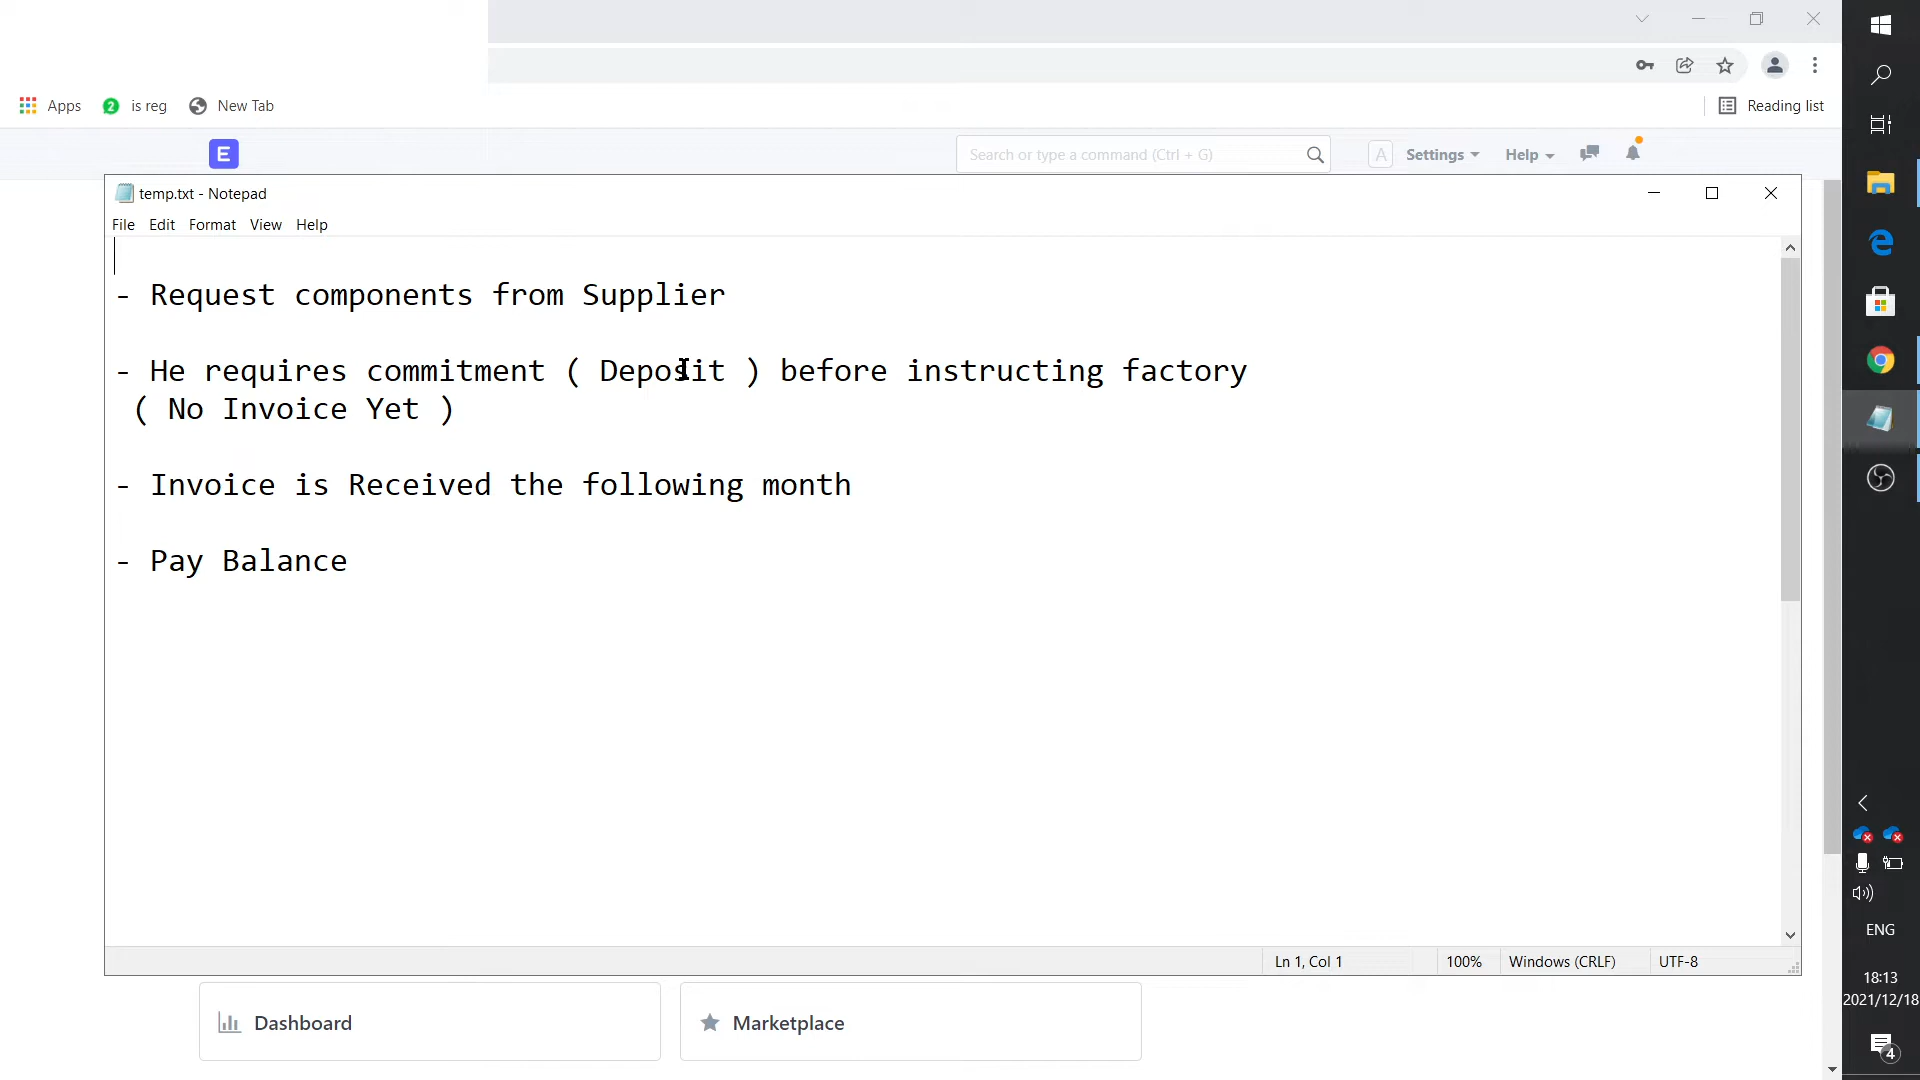 Apps
2
is reg
New Tab
Reading list
E
Search or type a command (Ctrl + G)
A
Settings
Help
temp.txt - Notepad
File Edit Format View Help
- Request components from Supplier
- He requires commitment ( Deposit ) before instructing factory
( No Invoice Yet )
- Invoice is Received the following month
- Pay Balance
Ln 1, Col 1
100%
Windows (CRLF)
UTF-8
Dashboard
Marketplace
ENG
18:13
2021/12/18
4